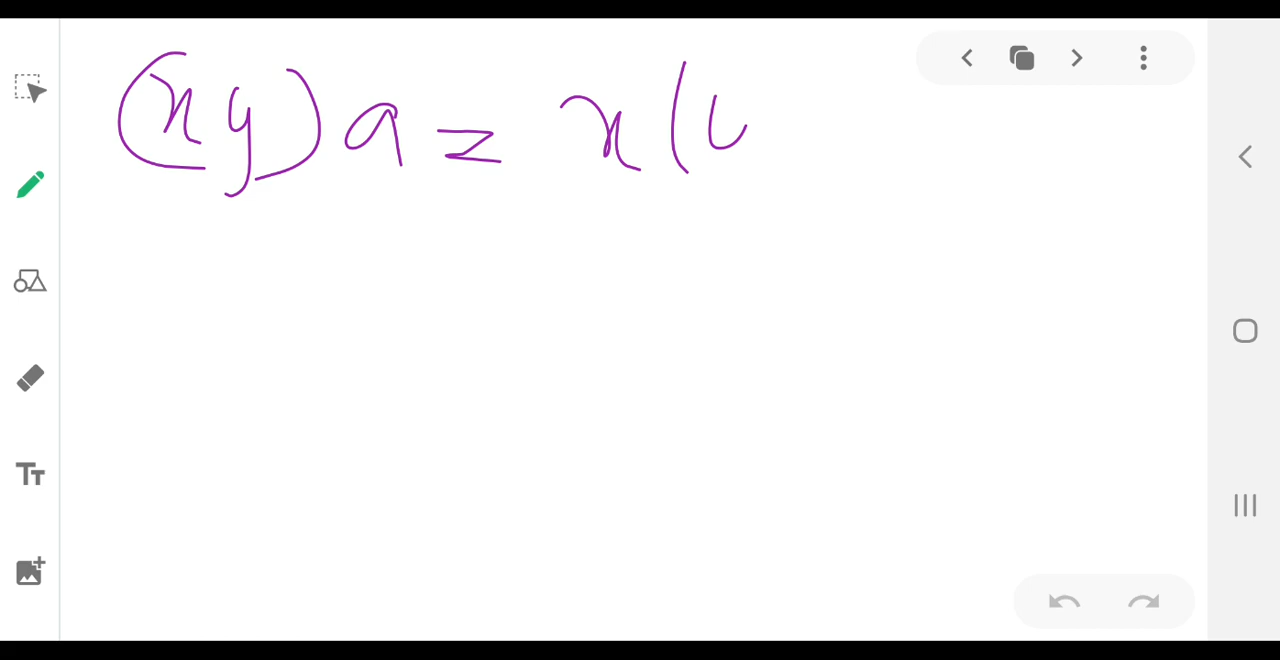 (xy)a = x(